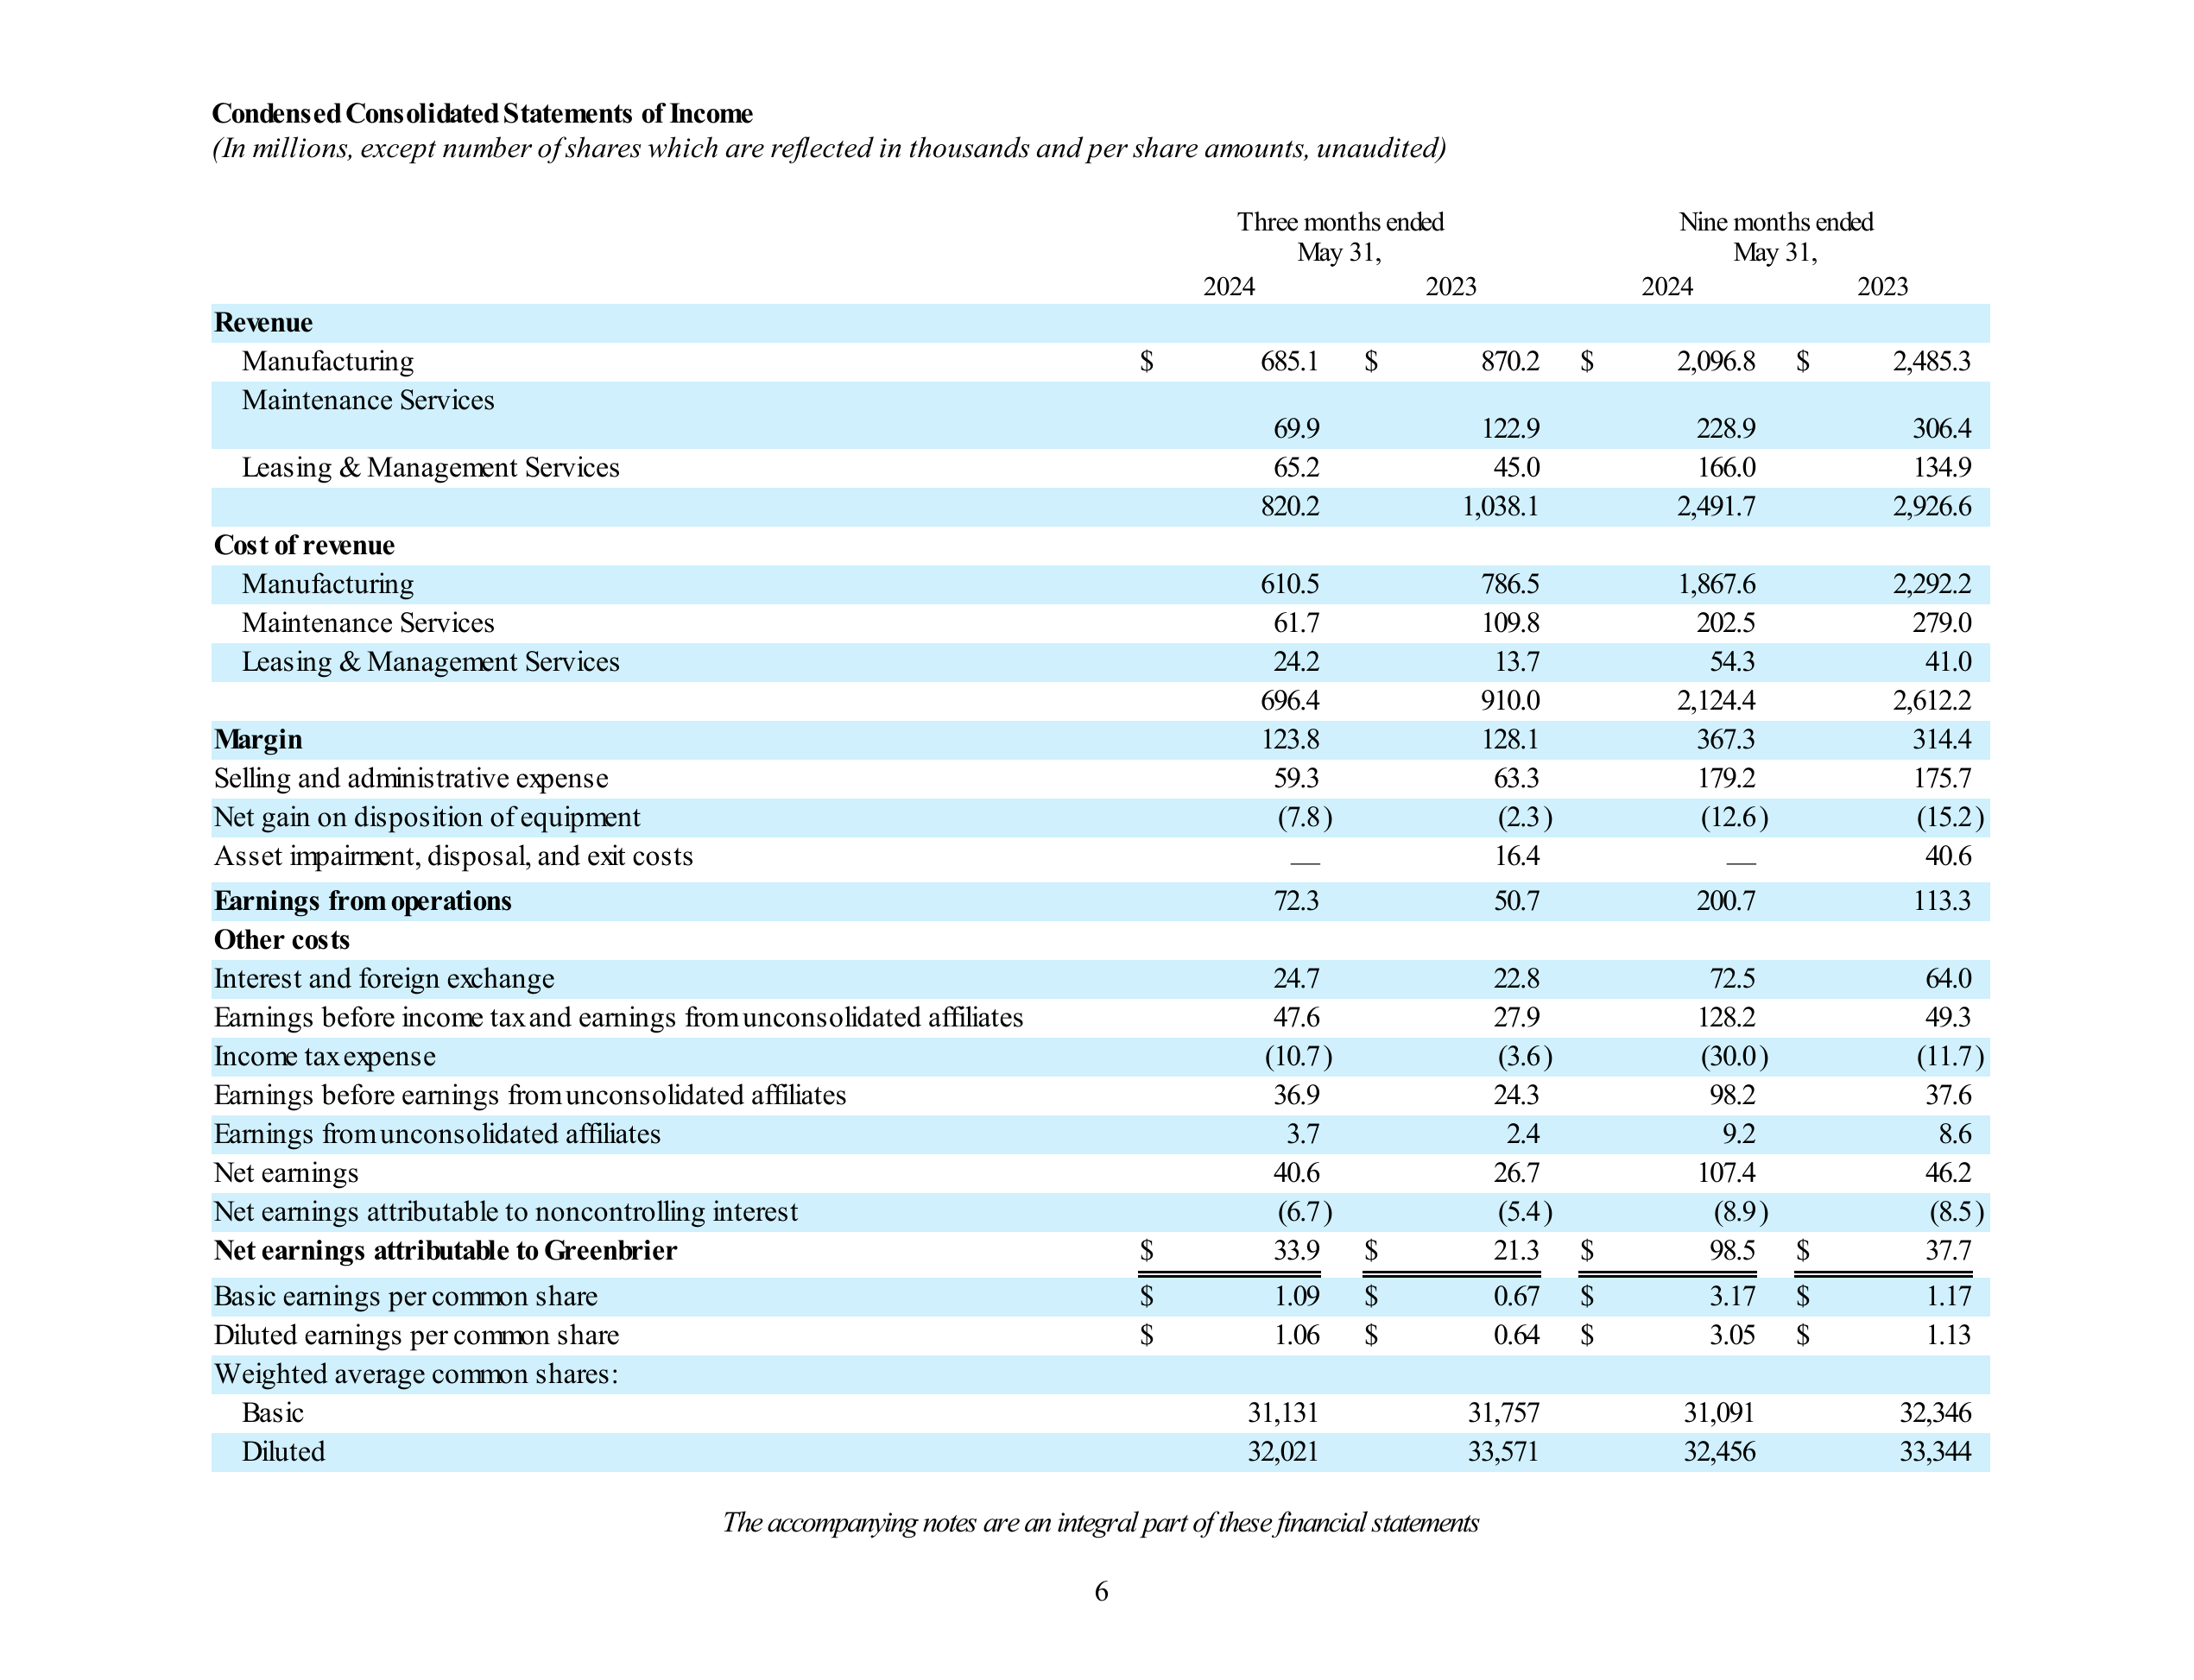 Condensed Consolidated Statements of Income
(In millions, except number of shares which are reflected in thousands and per share amounts, unaudited)
Three months ended Nine months ended
May 31, May 31,
2024 2023 2024 2023
Revenue
Manufacturing $ 685.1 $ 870.2 $ 2,096.8 $ 2,485.3
Maintenance Services
69.9 122.9 228.9 306.4
Leasing & Management Services 65.2 45.0 166.0 134.9
820.2 1,038.1 2,491.7 2,926.6
Cost of revenue
Manufacturing 610.5 786.5 1,867.6 2,292.2
Maintenance Services 61.7 109.8 202.5 279.0
Leasing & Management Services 24.2 13.7 54.3 41.0
696.4 910.0 2,124.4 2,612.2
Margin 123.8 128.1 367.3 314.4
Selling and administrative expense 59.3 63.3 179.2 175.7
Net gain on disposition of equipment (7.8) (2.3) (12.6) (15.2)
Asset impairment, disposal, and exit costs — 16.4 — 40.6
Earnings from operations 72.3 50.7 200.7 113.3
Other costs
Interest and foreign exchange 24.7 22.8 72.5 64.0
Earnings before income tax and earnings from unconsolidated affiliates 47.6 27.9 128.2 49.3
Income tax expense (10.7) (3.6) (30.0) (11.7)
Earnings before earnings from unconsolidated affiliates 36.9 24.3 98.2 37.6
Earnings from unconsolidated affiliates 3.7 2.4 9.2 8.6
Net earnings 40.6 26.7 107.4 46.2
Net earnings attributable to noncontrolling interest (6.7) (5.4) (8.9) (8.5)
Net earnings attributable to Greenbrier $ 33.9 $ 21.3 $ 98.5 $ 37.7
Basic earnings per common share $ 1.09 $ 0.67 $ 3.17 $ 1.17
Diluted earnings per common share $ 1.06 $ 0.64 $ 3.05 $ 1.13
Weighted average common shares:
Basic 31,131 31,757 31,091 32,346
Diluted 32,021 33,571 32,456 33,344
The accompanying notes are an integral part of these financial statements
6